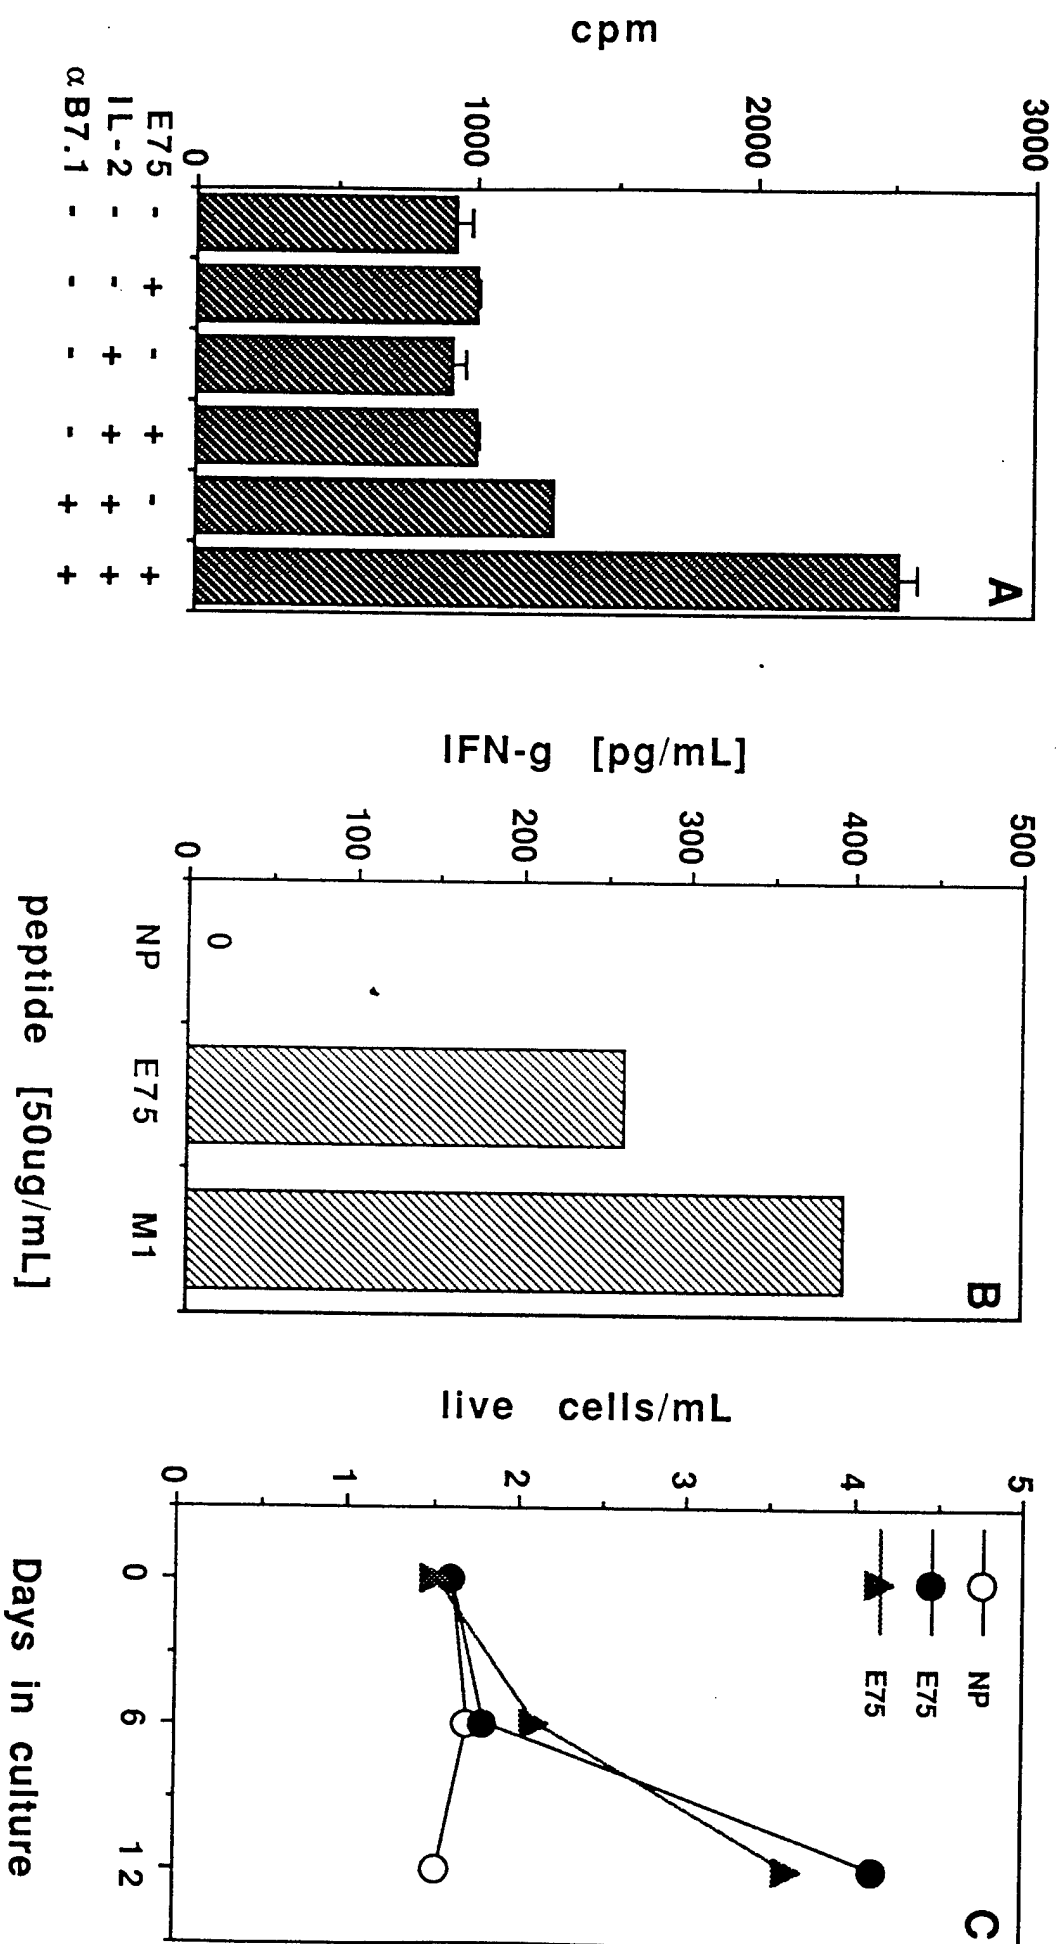 A
cpm
3000
2000
1000
0
E75 - + - + - +
IL-2 - - + + + +
α B7.1 - - - - + +
B
IFN-g [pg/mL]
500
400
300
200
100
0
0
NP E75 M1
peptide [50ug/mL]
C
live cells/mL
5
4
3
2
1
0
NP
E75
E75
0 6 12
Days in culture